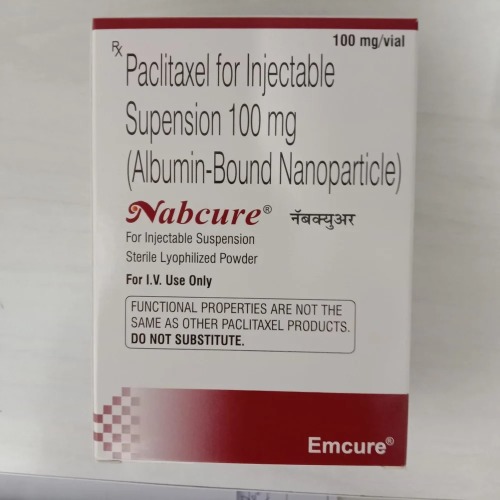 100 mg/vial
Rx
Paclitaxel for Injectable
Supension 100 mg
(Albumin-Bound Nanoparticle)
Nabcure® नॅबक्युअर
For Injectable Suspension
Sterile Lyophilized Powder
For I.V. Use Only
FUNCTIONAL PROPERTIES ARE NOT THE
SAME AS OTHER PACLITAXEL PRODUCTS.
DO NOT SUBSTITUTE.
Emcure®